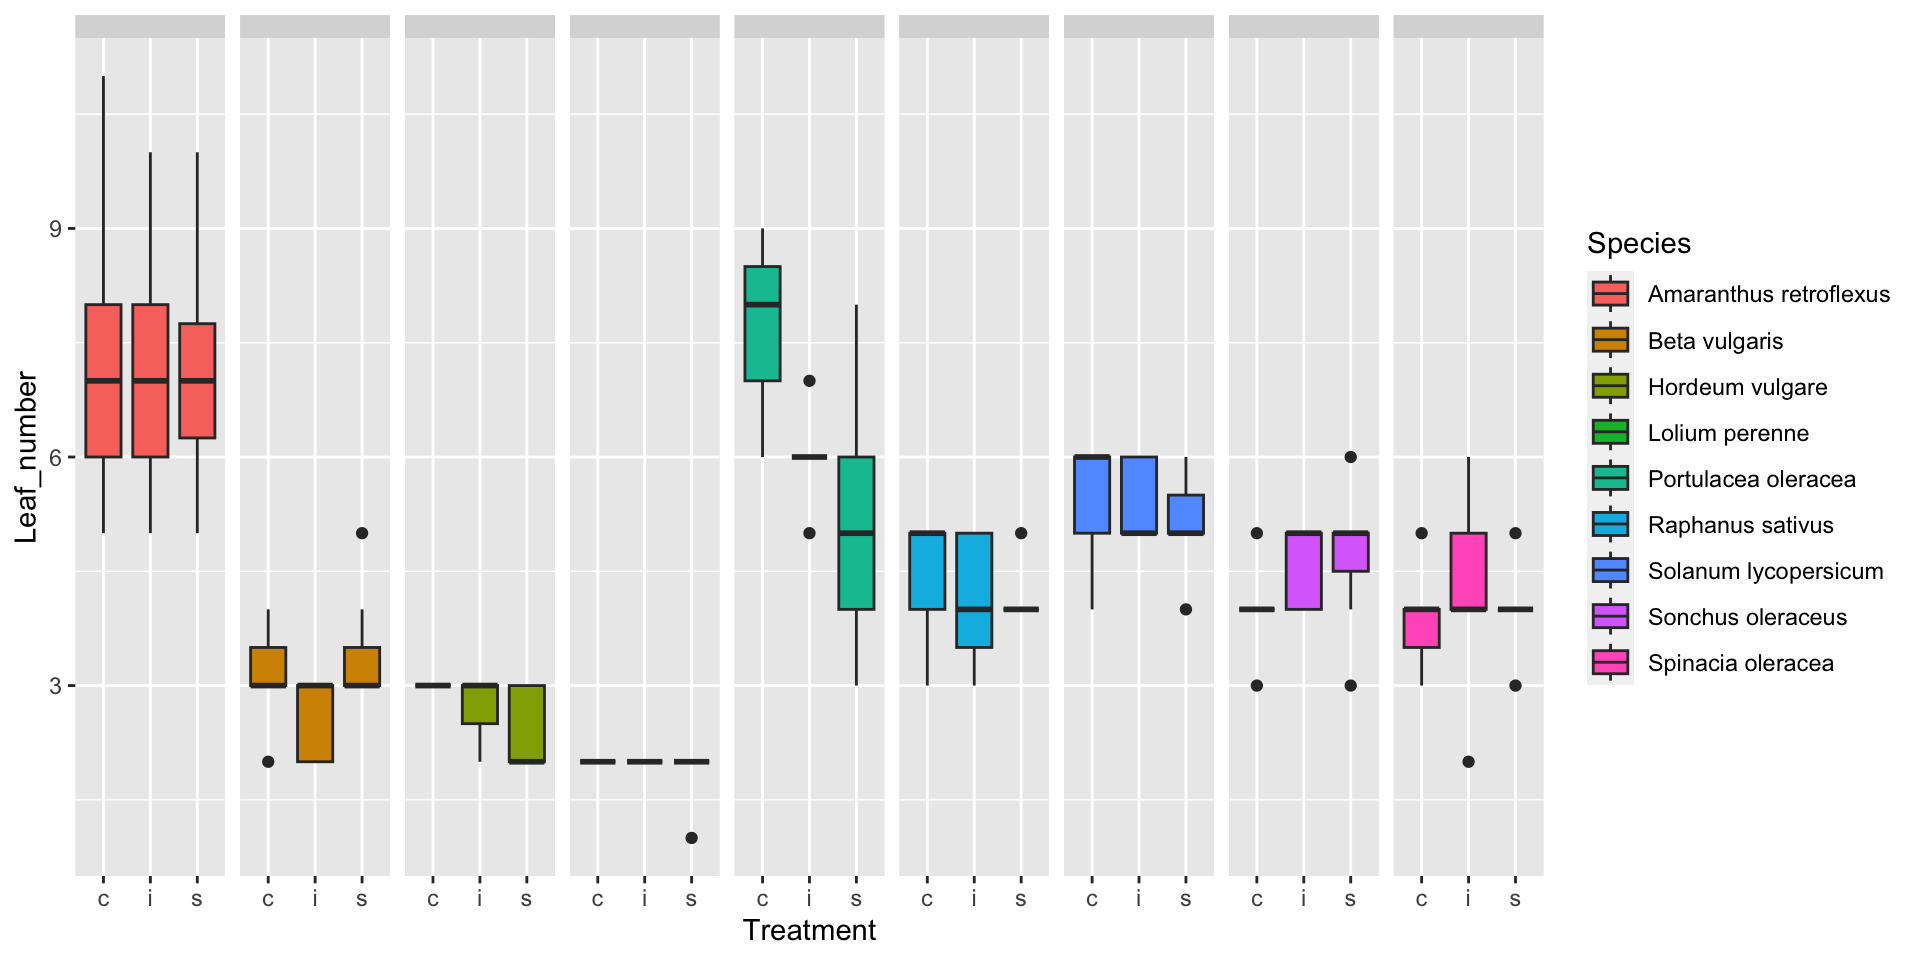 Leaf_number
9
6
3
c i s c i s c i s c i s c i s c i s c i s c i s c i s
Treatment
Species
Amaranthus retroflexus
Beta vulgaris
Hordeum vulgare
Lolium perenne
Portulacea oleracea
Raphanus sativus
Solanum lycopersicum
Sonchus oleraceus
Spinacia oleracea